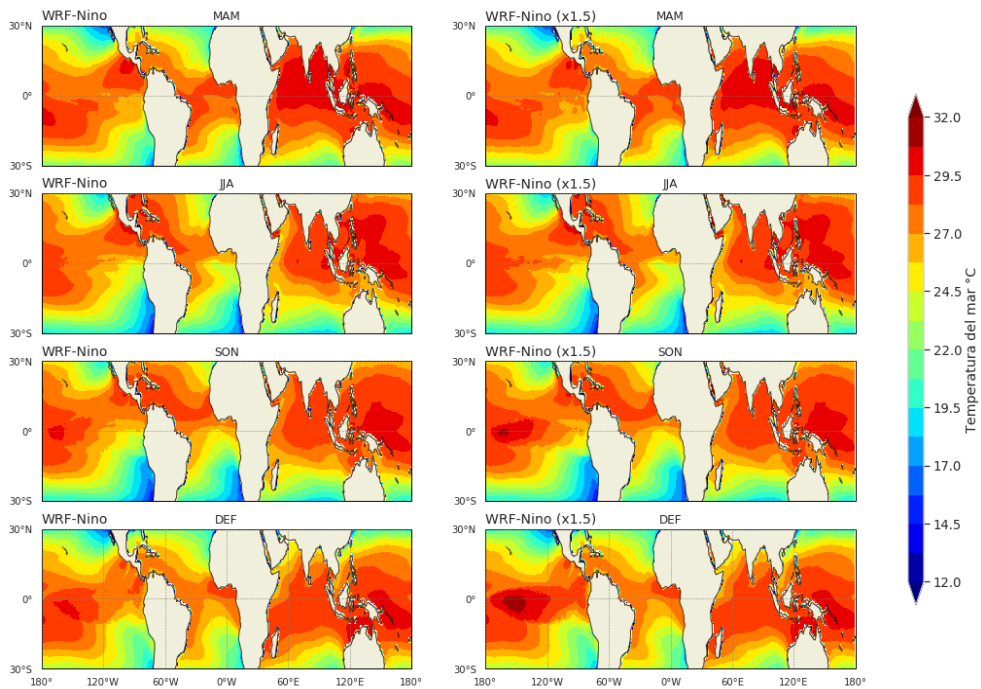 WRF-Nino MAM WRF-Nino (x1.5) MAM
30°N 30°N
0° 0°
30°S 30°S
WRF-Nino JJA WRF-Nino (x1.5) JJA
30°N 30°N
0° 0°
30°S 30°S
WRF-Nino SON WRF-Nino (x1.5) SON
30°N 30°N
0° 0°
30°S 30°S
WRF-Nino DEF WRF-Nino (x1.5) DEF
30°N 30°N
0° 0°
30°S 30°S
180° 120°W 60°W 0°W 60°E 120°E 180° 180° 120°W 60°W 0°W 60°E 120°E 180°
32.0
29.5
27.0
24.5
22.0
19.5
17.0
14.5
12.0
Temperatura del mar °C